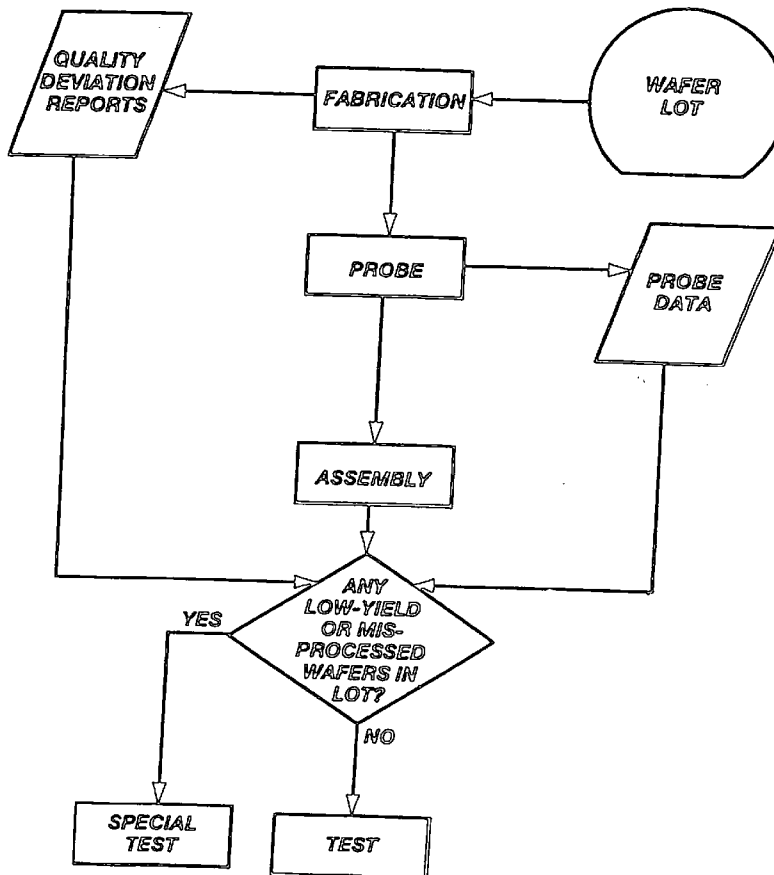 QUALITY
DEVIATION
REPORTS
FABRICATION
WAFER
LOT
PROBE
PROBE
DATA
ASSEMBLY
ANY
LOW-YIELD
OR MIS-
PROCESSED
WAFERS IN
LOT?
YES
NO
SPECIAL
TEST
TEST